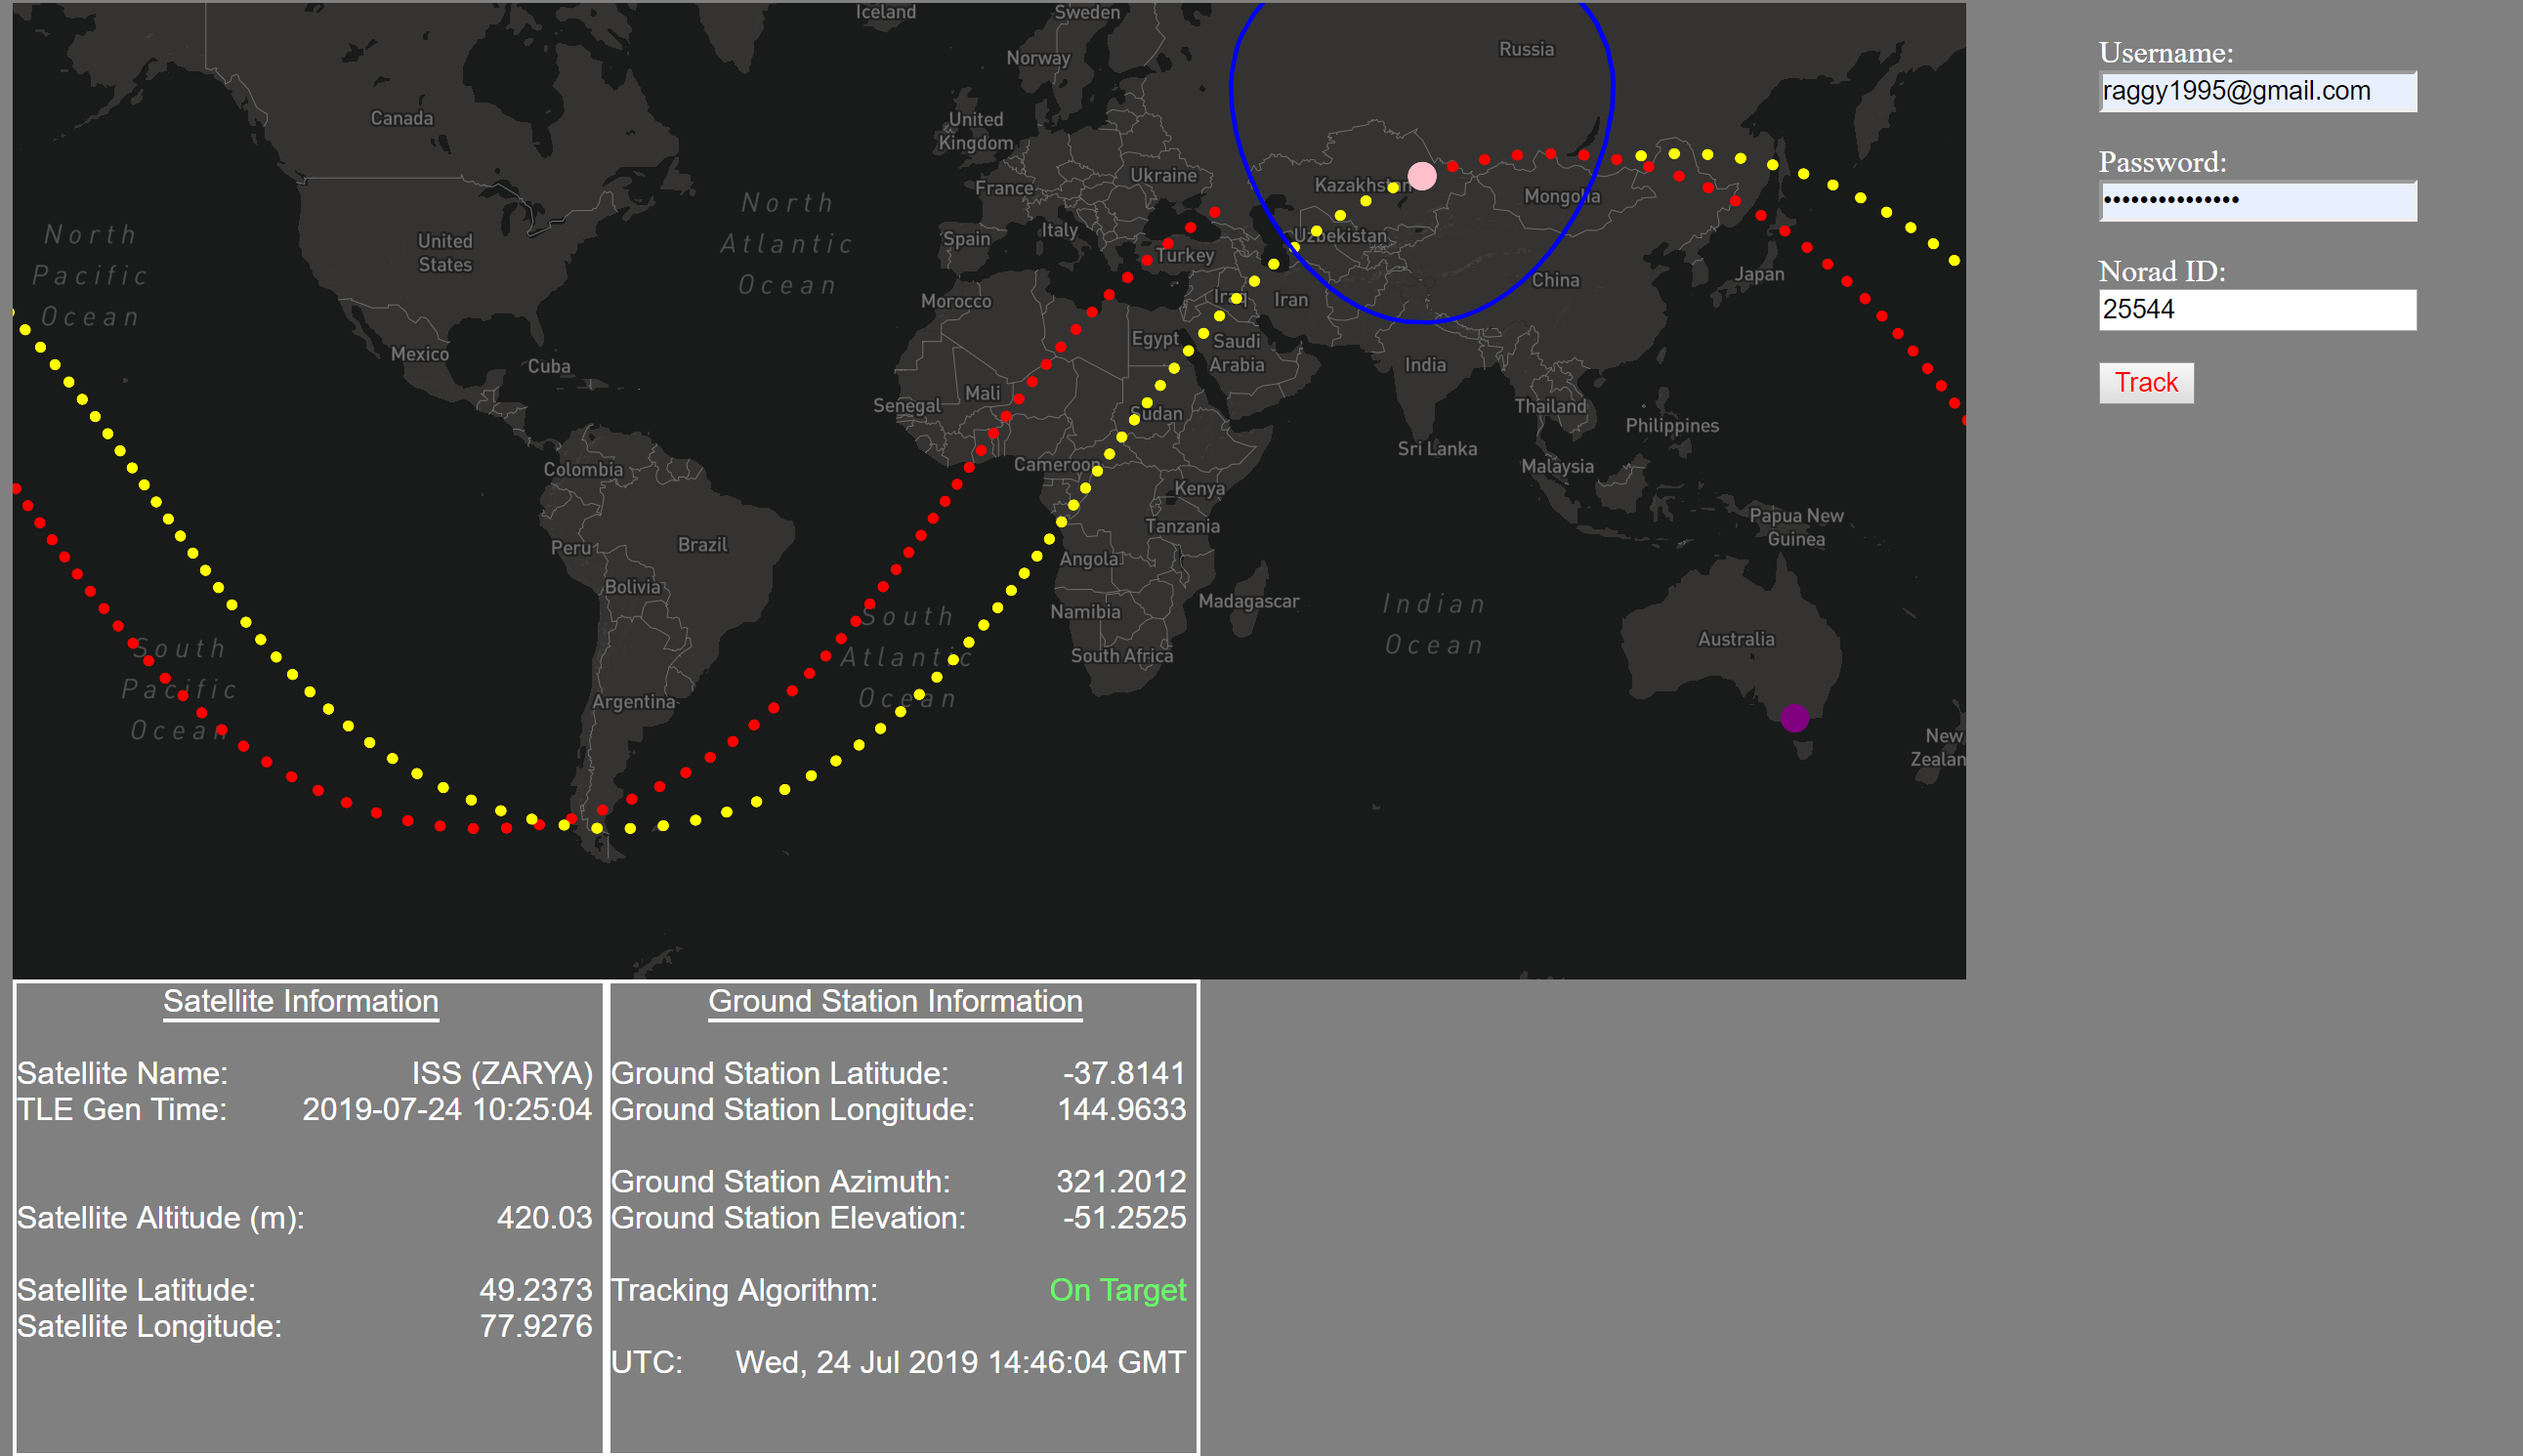 Iceland
Sweden
Russia
Norway
Canada
United
Kingdom
Ukraine
France
Kazakhstan
Mongolia
North
Pacific
Ocean
North
Atlantic
Ocean
United
States
Spain
Italy
Turkey
Uzbekistan
Japan
China
Morocco
Iraq
Iran
Egypt
Saudi
Arabia
India
Mexico
Cuba
Mali
Senegal
Sudan
Thailand
Philippines
Sri Lanka
Colombia
Cameroon
Malaysia
Kenya
Tanzania
Papua New
Guinea
Peru
Brazil
Angola
Bolivia
Namibia
Madagascar
Indian
Ocean
South
Atlantic
Ocean
South
Pacific
Ocean
South Africa
Australia
Argentina
New
Zealan
Username:
raggy1995@gmail.com
Password:
•••••••••••••••
Norad ID:
25544
Track
Satellite Information
Satellite Name: ISS (ZARYA)
TLE Gen Time: 2019-07-24 10:25:04
Satellite Altitude (m): 420.03
Satellite Latitude: 49.2373
Satellite Longitude: 77.9276
Ground Station Information
Ground Station Latitude: -37.8141
Ground Station Longitude: 144.9633
Ground Station Azimuth: 321.2012
Ground Station Elevation: -51.2525
Tracking Algorithm: On Target
UTC: Wed, 24 Jul 2019 14:46:04 GMT